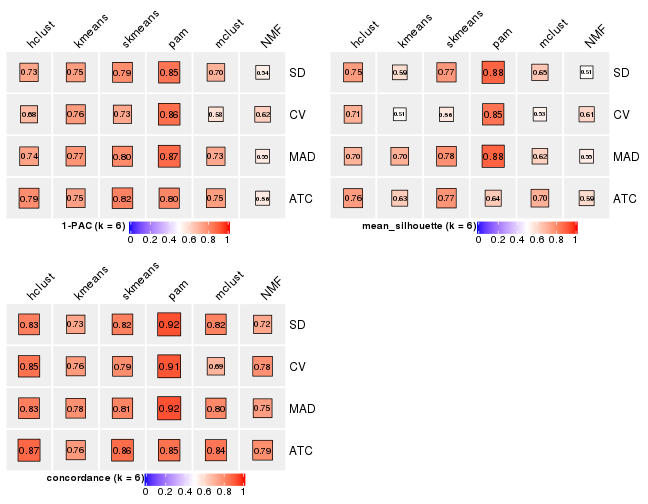 hclust kmeans skmeans pam mclust NMF
0.73 0.75 0.79 0.85 0.70 0.54 SD
0.68 0.76 0.73 0.86 0.58 0.62 CV
0.74 0.77 0.80 0.87 0.73 0.55 MAD
0.79 0.75 0.82 0.80 0.75 0.56 ATC
1-PAC (k = 6)
0 0.2 0.4 0.6 0.8 1
hclust kmeans skmeans pam mclust NMF
0.75 0.59 0.77 0.88 0.65 0.51 SD
0.71 0.51 0.56 0.85 0.53 0.61 CV
0.70 0.70 0.78 0.88 0.62 0.55 MAD
0.76 0.63 0.77 0.64 0.70 0.59 ATC
mean_silhouette (k = 6)
0 0.2 0.4 0.6 0.8 1
hclust kmeans skmeans pam mclust NMF
0.83 0.73 0.82 0.92 0.82 0.72 SD
0.85 0.76 0.79 0.91 0.69 0.78 CV
0.83 0.78 0.81 0.92 0.80 0.75 MAD
0.87 0.76 0.86 0.85 0.84 0.79 ATC
concordance (k = 6)
0 0.2 0.4 0.6 0.8 1